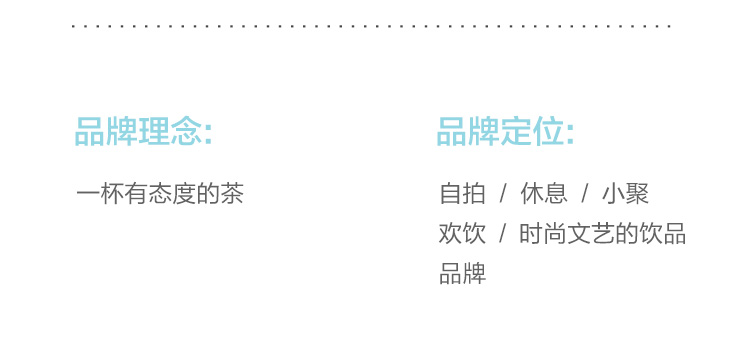 品牌理念:
一杯有态度的茶
品牌定位:
自拍 / 休息 / 小聚
欢饮 / 时尚文艺的饮品
品牌